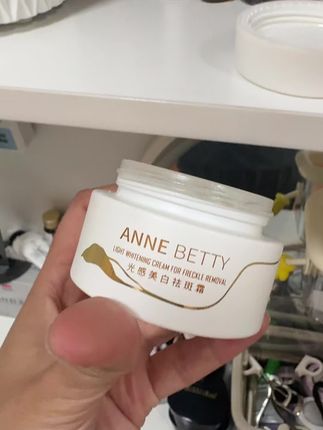 ANNE BETTY
LIGHT WHITENING CREAM FOR FRECKLE REMOVAL
光感美白祛斑霜